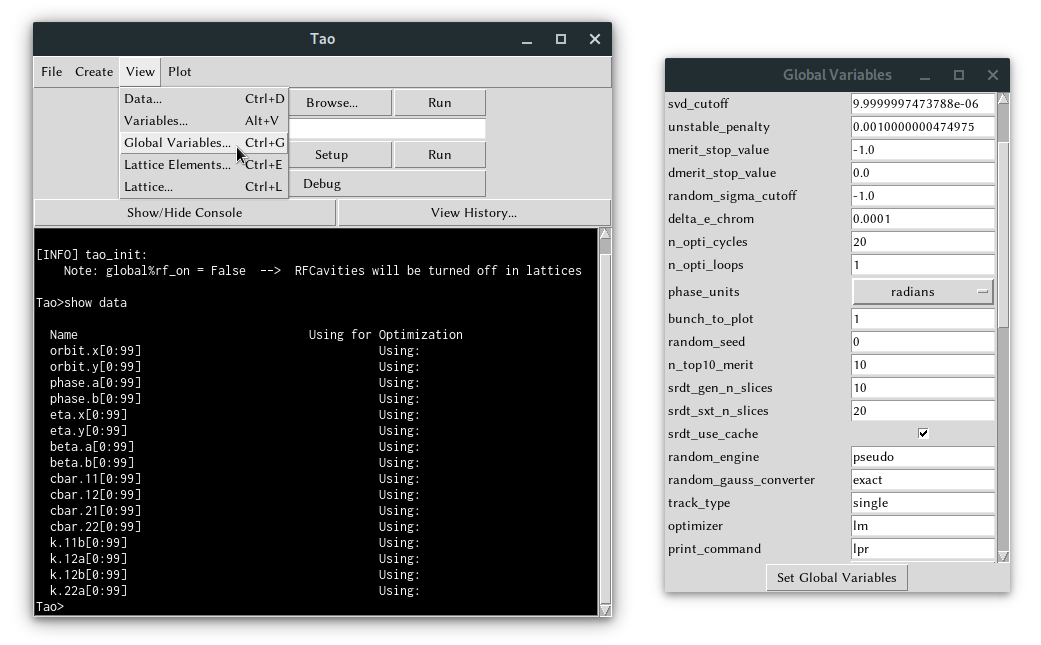 Tao
File Create View Plot
Data... Ctrl+D
Variables... Alt+V
Global Variables... Ctrl+G
Lattice Elements... Ctrl+E
Lattice... Ctrl+L
Browse... Run
Setup Run
Debug
Show/Hide Console View History...
[INFO] tao_init:
Note: global%rf_on = False --> RFCavities will be turned off in lattices
Tao>show data
Name Using for Optimization
orbit.x[0:99] Using:
orbit.y[0:99] Using:
phase.a[0:99] Using:
phase.b[0:99] Using:
eta.x[0:99] Using:
eta.y[0:99] Using:
beta.a[0:99] Using:
beta.b[0:99] Using:
cbar.11[0:99] Using:
cbar.12[0:99] Using:
cbar.21[0:99] Using:
cbar.22[0:99] Using:
k.11b[0:99] Using:
k.12a[0:99] Using:
k.12b[0:99] Using:
k.22a[0:99] Using:
Tao>
Global Variables
svd_cutoff 9.9999997473788e-06
unstable_penalty 0.0010000000474975
merit_stop_value -1.0
dmerit_stop_value 0.0
random_sigma_cutoff -1.0
delta_e_chrom 0.0001
n_opti_cycles 20
n_opti_loops 1
phase_units radians
bunch_to_plot 1
random_seed 0
n_top10_merit 10
srdt_gen_n_slices 10
srdt_sxt_n_slices 20
srdt_use_cache
random_engine pseudo
random_gauss_converter exact
track_type single
optimizer lm
print_command lpr
Set Global Variables